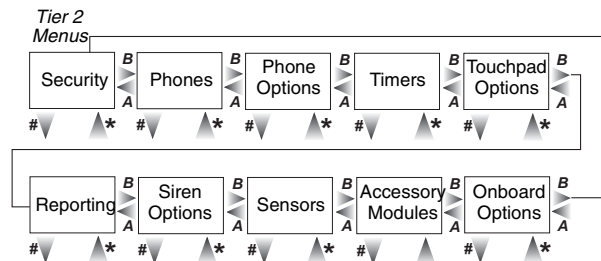 Tier 2
Menus
Security B A Phones B A Phone Options B A Timers B A Touchpad Options B A
# * # * # * # * # *
Reporting B A Siren Options B A Sensors B A Accessory Modules B A Onboard Options B A
# * # * # * # # *